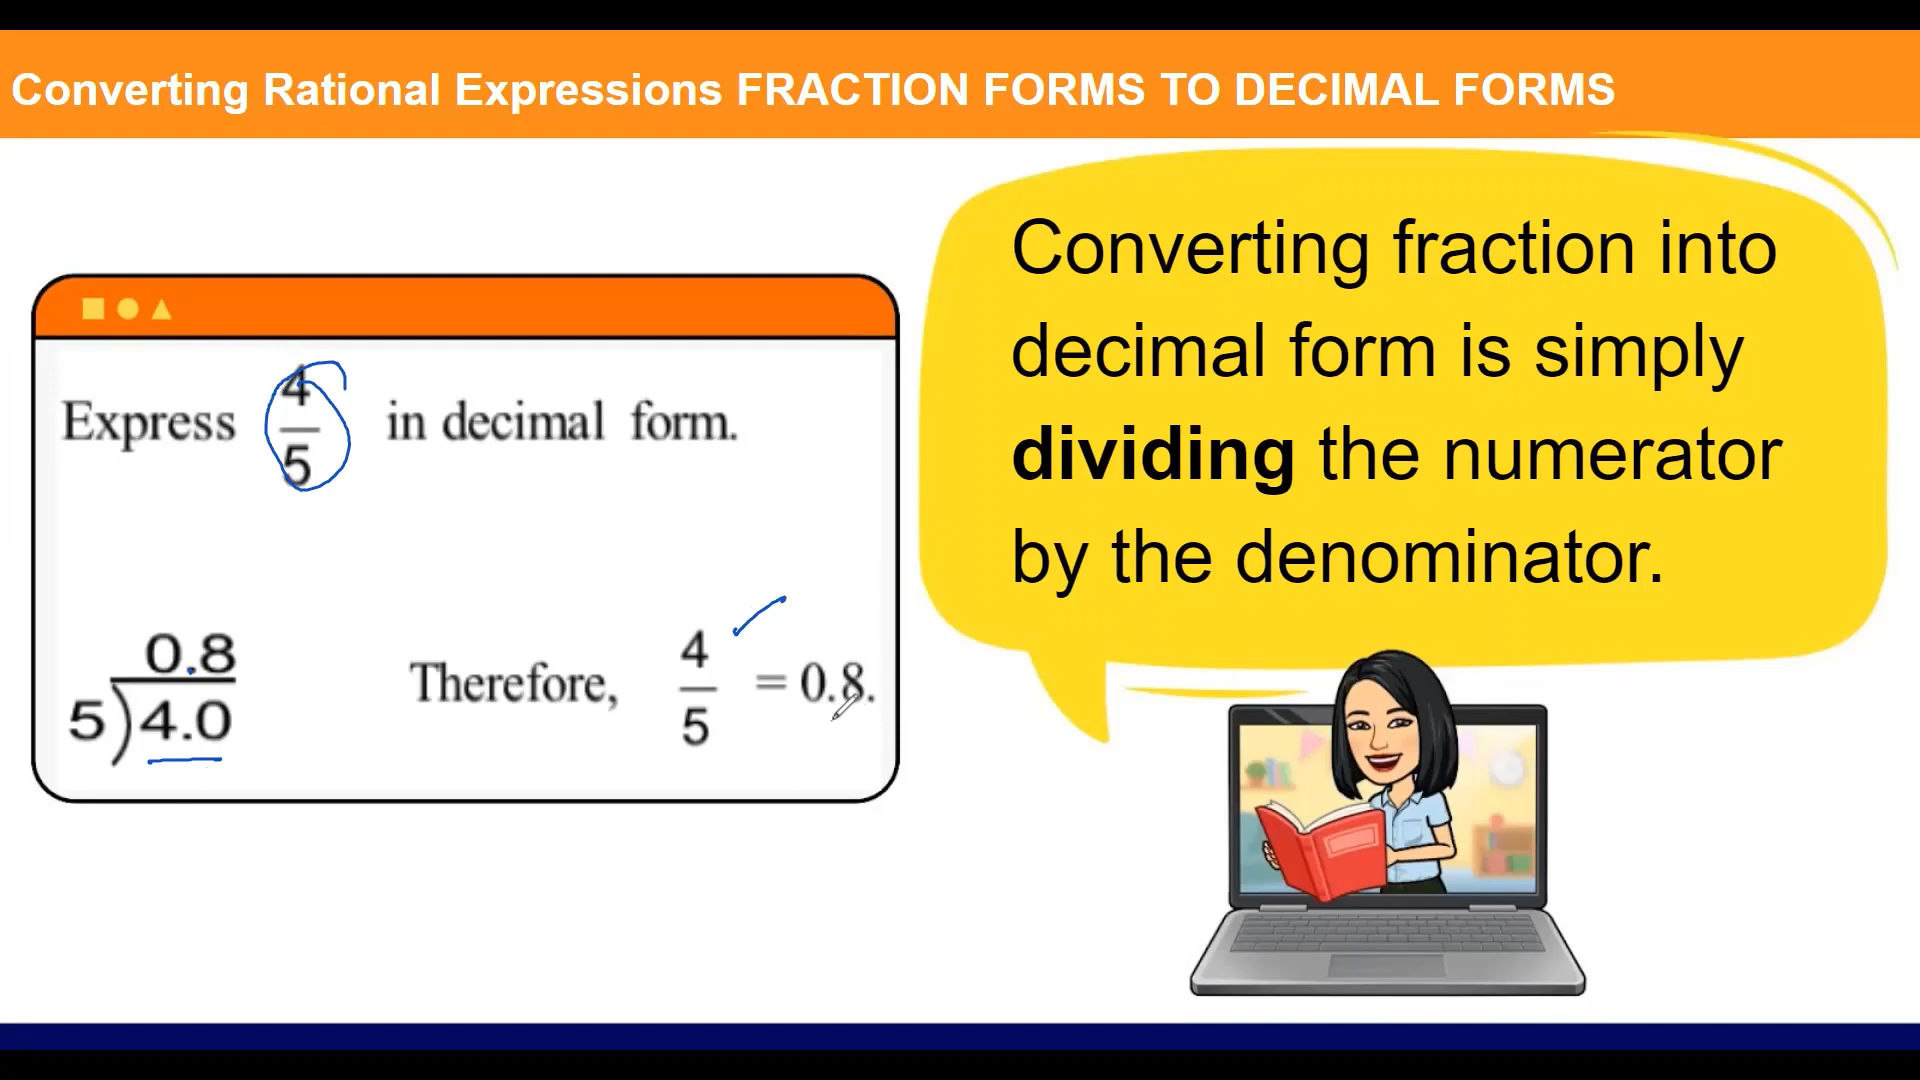 Converting Rational Expressions FRACTION FORMS TO DECIMAL FORMS
Converting fraction into
decimal form is simply
dividing the numerator
by the denominator.
Express 4/5 in decimal form.
0.8
5)4.0
Therefore, 4/5 = 0.8.